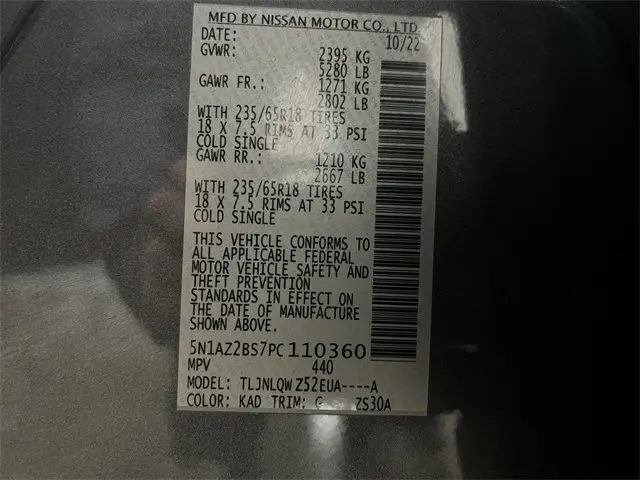 MFD BY NISSAN MOTOR CO., LTD
DATE: 10/22
GVWR: 2395 KG
5280 LB
GAWR FR.: 1271 KG
2802 LB
WITH 235/65R18 TIRES
18 X 7.5 RIMS AT 33 PSI
COLD SINGLE
GAWR RR.: 1210 KG
2667 LB
WITH 235/65R18 TIRES
18 X 7.5 RIMS AT 33 PSI
COLD SINGLE
THIS VEHICLE CONFORMS TO
ALL APPLICABLE FEDERAL
MOTOR VEHICLE SAFETY AND
THEFT PREVENTION
STANDARDS IN EFFECT ON
THE DATE OF MANUFACTURE
SHOWN ABOVE.
5N1AZ2BS7PC110360
MPV 440
MODEL: TLJNLQW Z52EUA----A
COLOR: KAD TRIM: G ZS30A